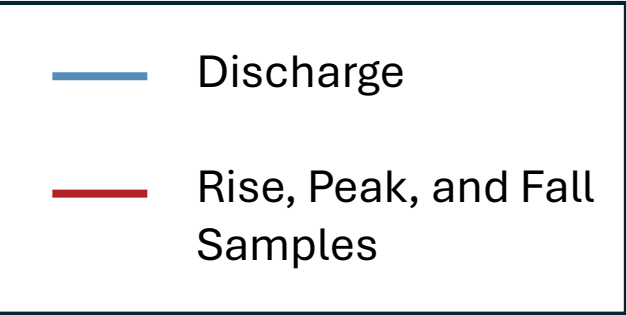 Discharge
Rise, Peak, and Fall
Samples